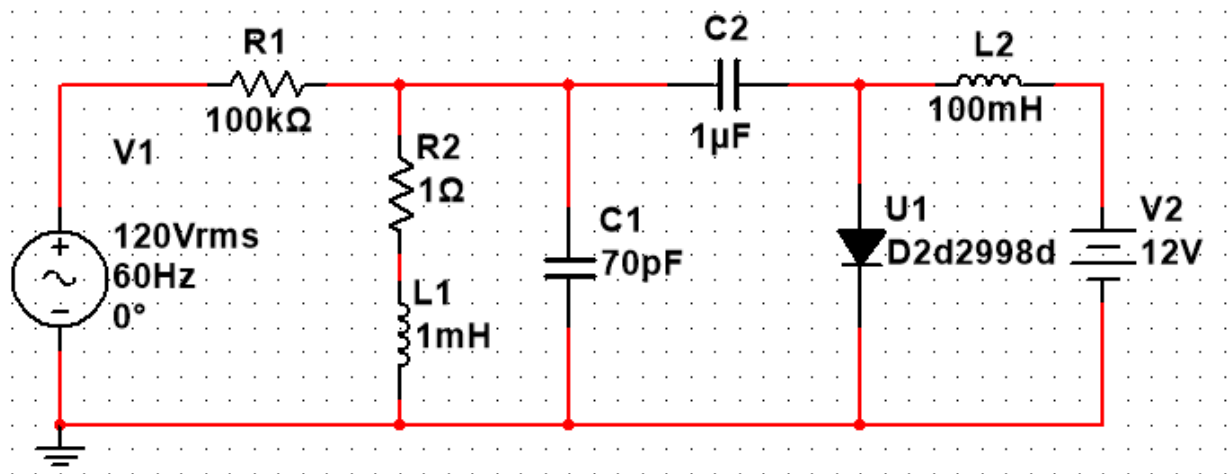 R1
100kΩ
V1
120Vrms
60Hz
0°
R2
1Ω
L1
1mH
C1
70pF
C2
1µF
U1
D2d2998d
L2
100mH
V2
12V